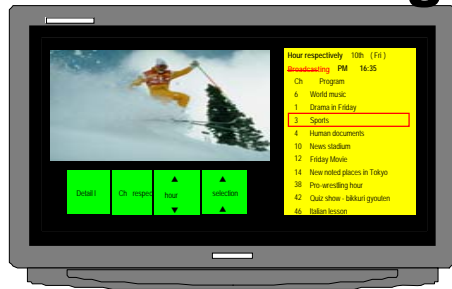 Hour respectively 10th (Fri)
Broadcasting PM 16:35
Ch Program
6 World music
1 Drama in Friday
3 Sports
4 Human documents
10 News stadium
12 Friday Movie
14 New noted places in Tokyo
38 Pro-wrestling hour
42 Quiz show - bikkuri gyouten
46 Italian lesson
Detail l
Ch respec
hour
selection